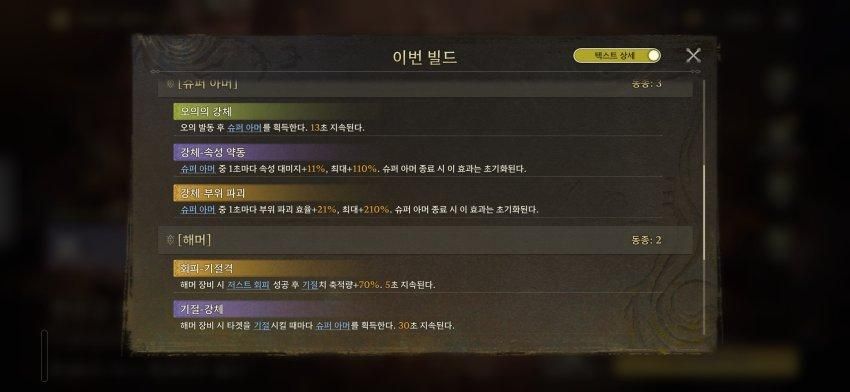 이번 빌드
텍스트 상세
[슈퍼 아머]
동종: 3
오의의 강체
오의 발동 후 슈퍼 아머를 획득한다. 13초 지속된다.
강체-속성 약동
슈퍼 아머 중 1초마다 속성 대미지+11%, 최대+110%. 슈퍼 아머 종료 시 이 효과는 초기화된다.
강체 부위 파괴
슈퍼 아머 중 1초마다 부위 파괴 효율+21%, 최대+210%. 슈퍼 아머 종료 시 이 효과는 초기화된다.
[해머]
동종: 2
회피-기절격
해머 장비 시 저스트 회피 성공 후 기절치 축적량+70%. 5초 지속된다.
기절-강체
해머 장비 시 타겟을 기절시킬 때마다 슈퍼 아머를 획득한다. 30초 지속된다.